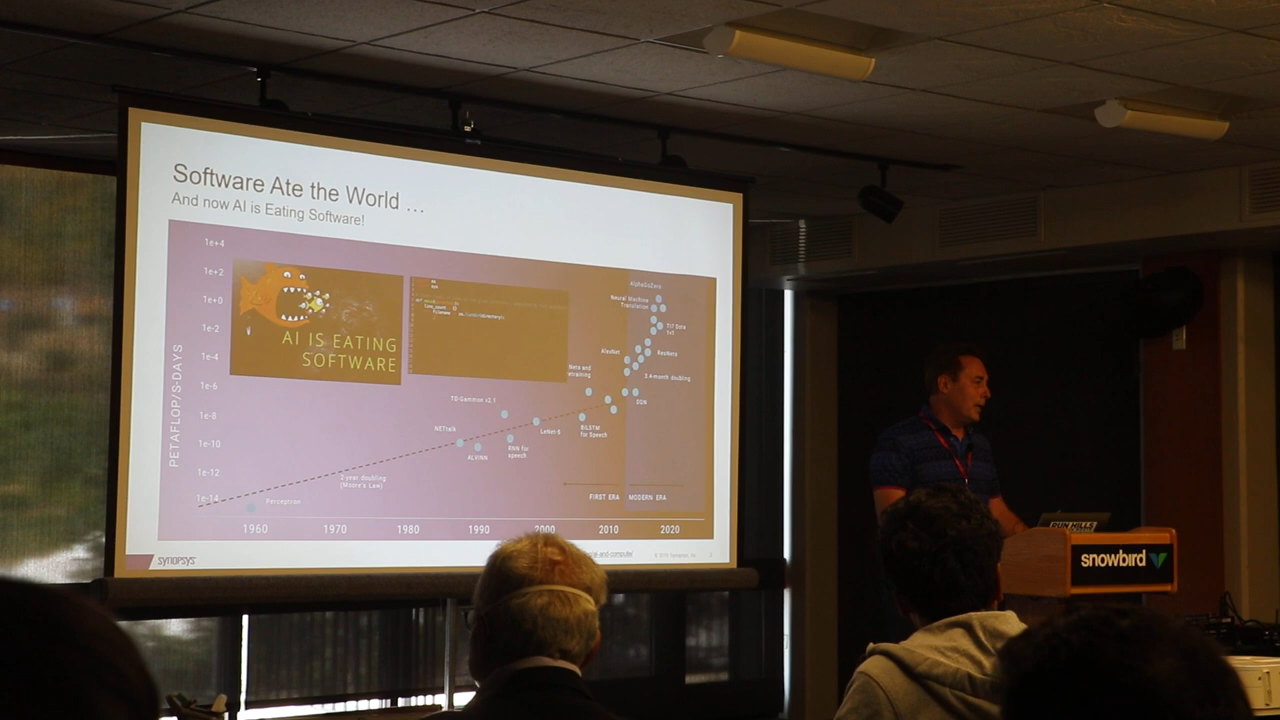 Software Ate the World ...
And now AI is Eating Software!
1e+4
1e+2
1e+0
1e-2
1e-4
1e-6
1e-8
1e-10
1e-12
1e-14
PETAFLOP/S-DAYS
AI IS EATING
SOFTWARE
AlphaGoZero
Neural Machine
Translation
TI7 Dota
1v1
AlexNet
ResNets
3.4-month doubling
DQN
TD-Gammon v2.1
BiLSTM
for Speech
LeNet-5
NETtalk
RNN for
speech
ALVINN
2-year doubling
(Moore's Law)
Perceptron
FIRST ERA
MODERN ERA
1960
1970
1980
1990
2000
2010
2020
SYNOPSYS
RUN HILLS
snowbird